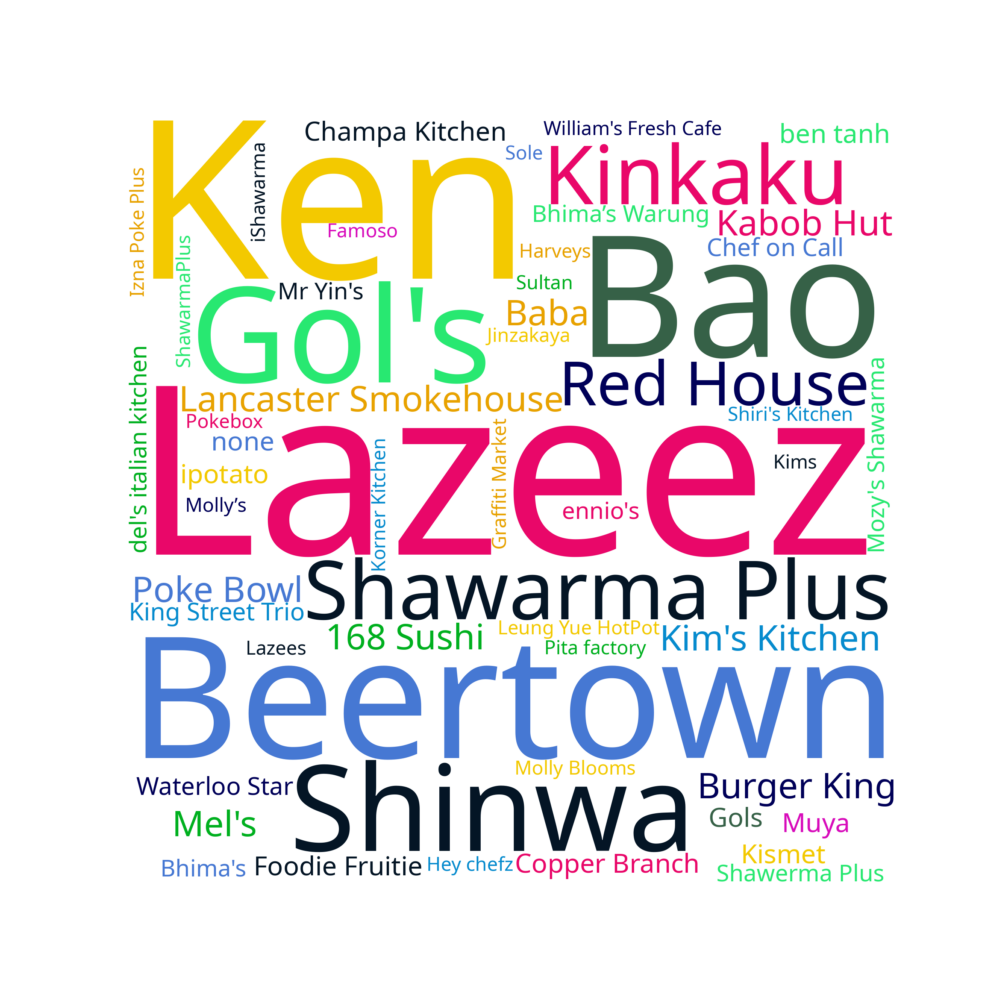 Champa Kitchen
William's Fresh Cafe
ben tanh
Ken
Sole
Kinkaku
iShawarma
Izna Poke Plus
Bhima’s Warung
Kabob Hut
Famoso
ShawarmaPlus
Harveys
Chef on Call
Bao
Mr Yin's
Sultan
Gol's
Baba
Jinzakaya
Red House
Lancaster Smokehouse
Shiri's Kitchen
del's italian kitchen
Pokebox
none
Lazeez
Mozy's Shawarma
Graffiti Market
Korner Kitchen
ipotato
Kims
Molly’s
ennio's
Poke Bowl
Shawarma Plus
King Street Trio
168 Sushi
Leung Yue HotPot
Kim's Kitchen
Lazees
Pita factory
Beertown
Molly Blooms
Waterloo Star
Shinwa
Burger King
Mel's
Gols
Muya
Kismet
Bhima's
Foodie Fruitie
Hey chefz
Copper Branch
Shawerma Plus